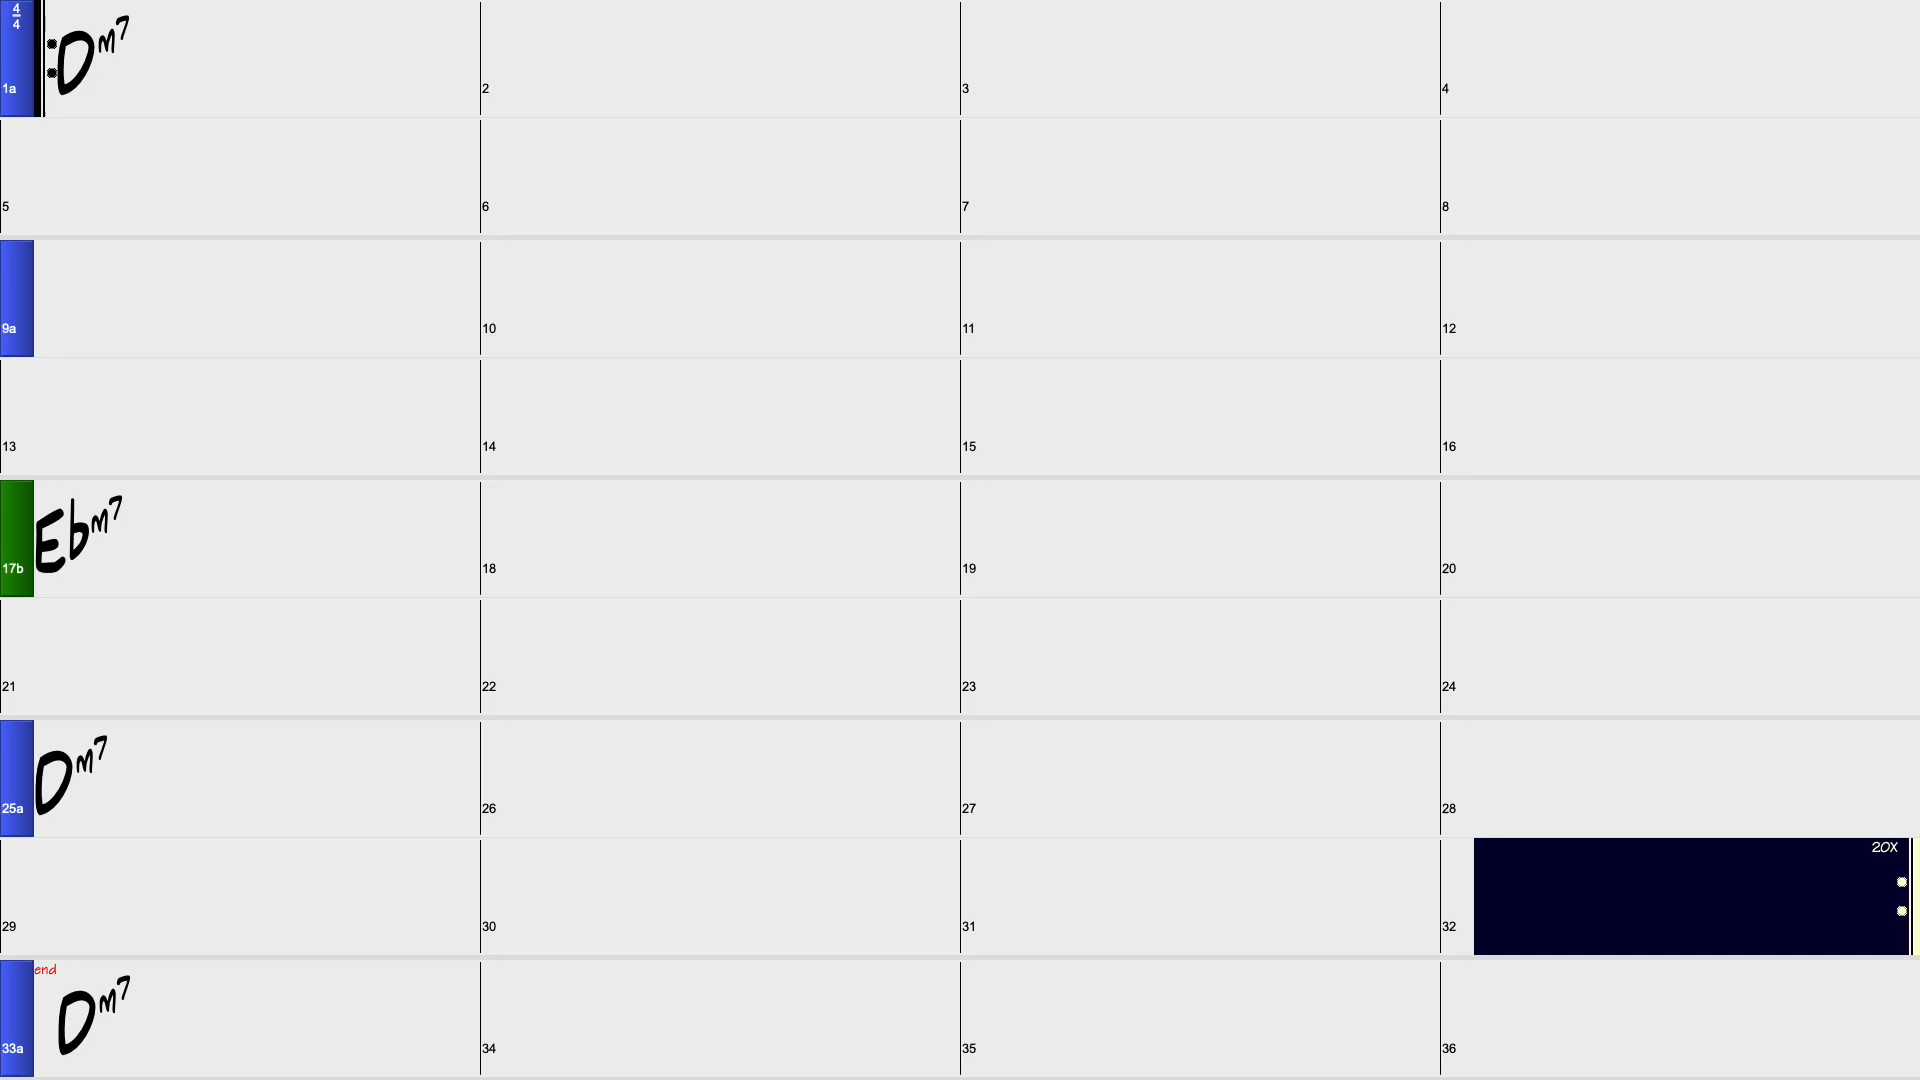 4
4
Dm7
1a 2 3 4
5 6 7 8
9a 10 11 12
13 14 15 16
Ebm7
17b 18 19 20
21 22 23 24
Dm7
25a 26 27 28
20X
29 30 31 32
end
Dm7
33a 34 35 36